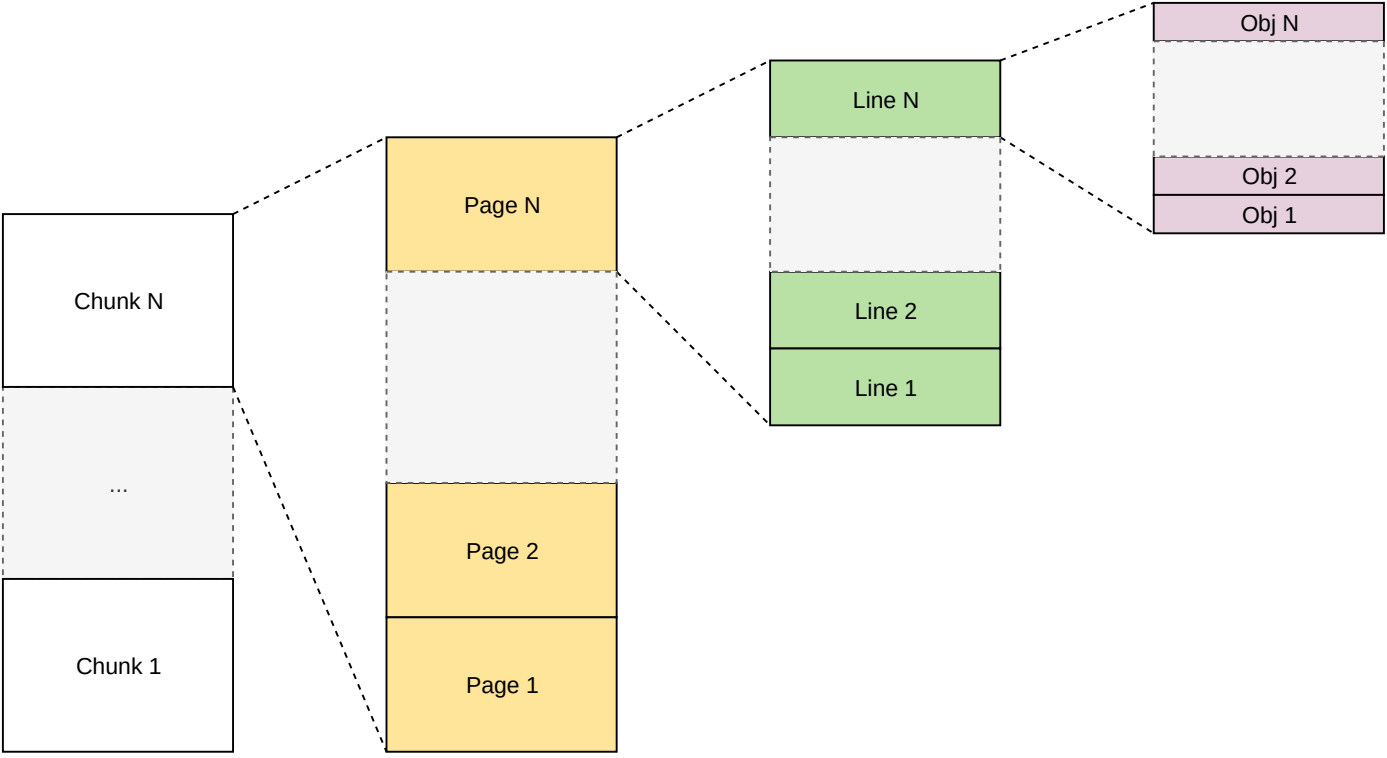 Chunk N
...
Chunk 1
Page N
Page 2
Page 1
Line N
Line 2
Line 1
Obj N
Obj 2
Obj 1